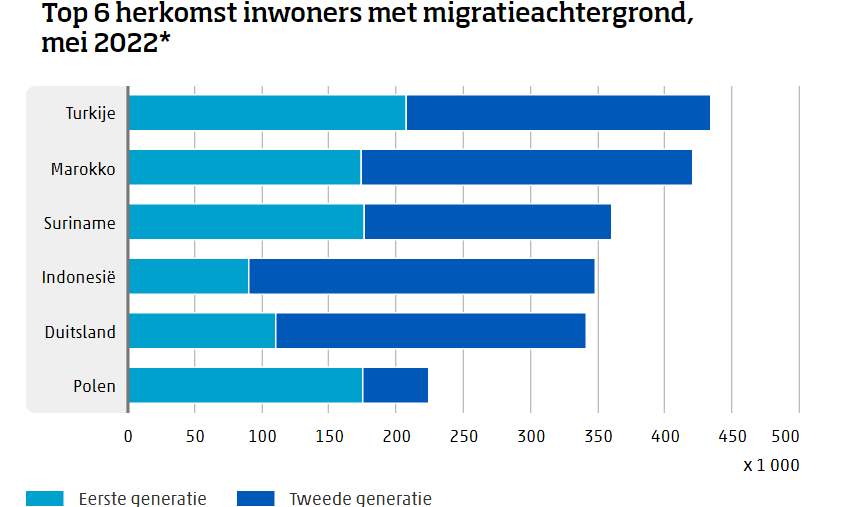 Top 6 herkomst inwoners met migratieachtergrond,
mei 2022*
Turkije
Marokko
Suriname
Indonesië
Duitsland
Polen
0 50 100 150 200 250 300 350 400 450 500
x 1 000
Eerste generatie Tweede generatie